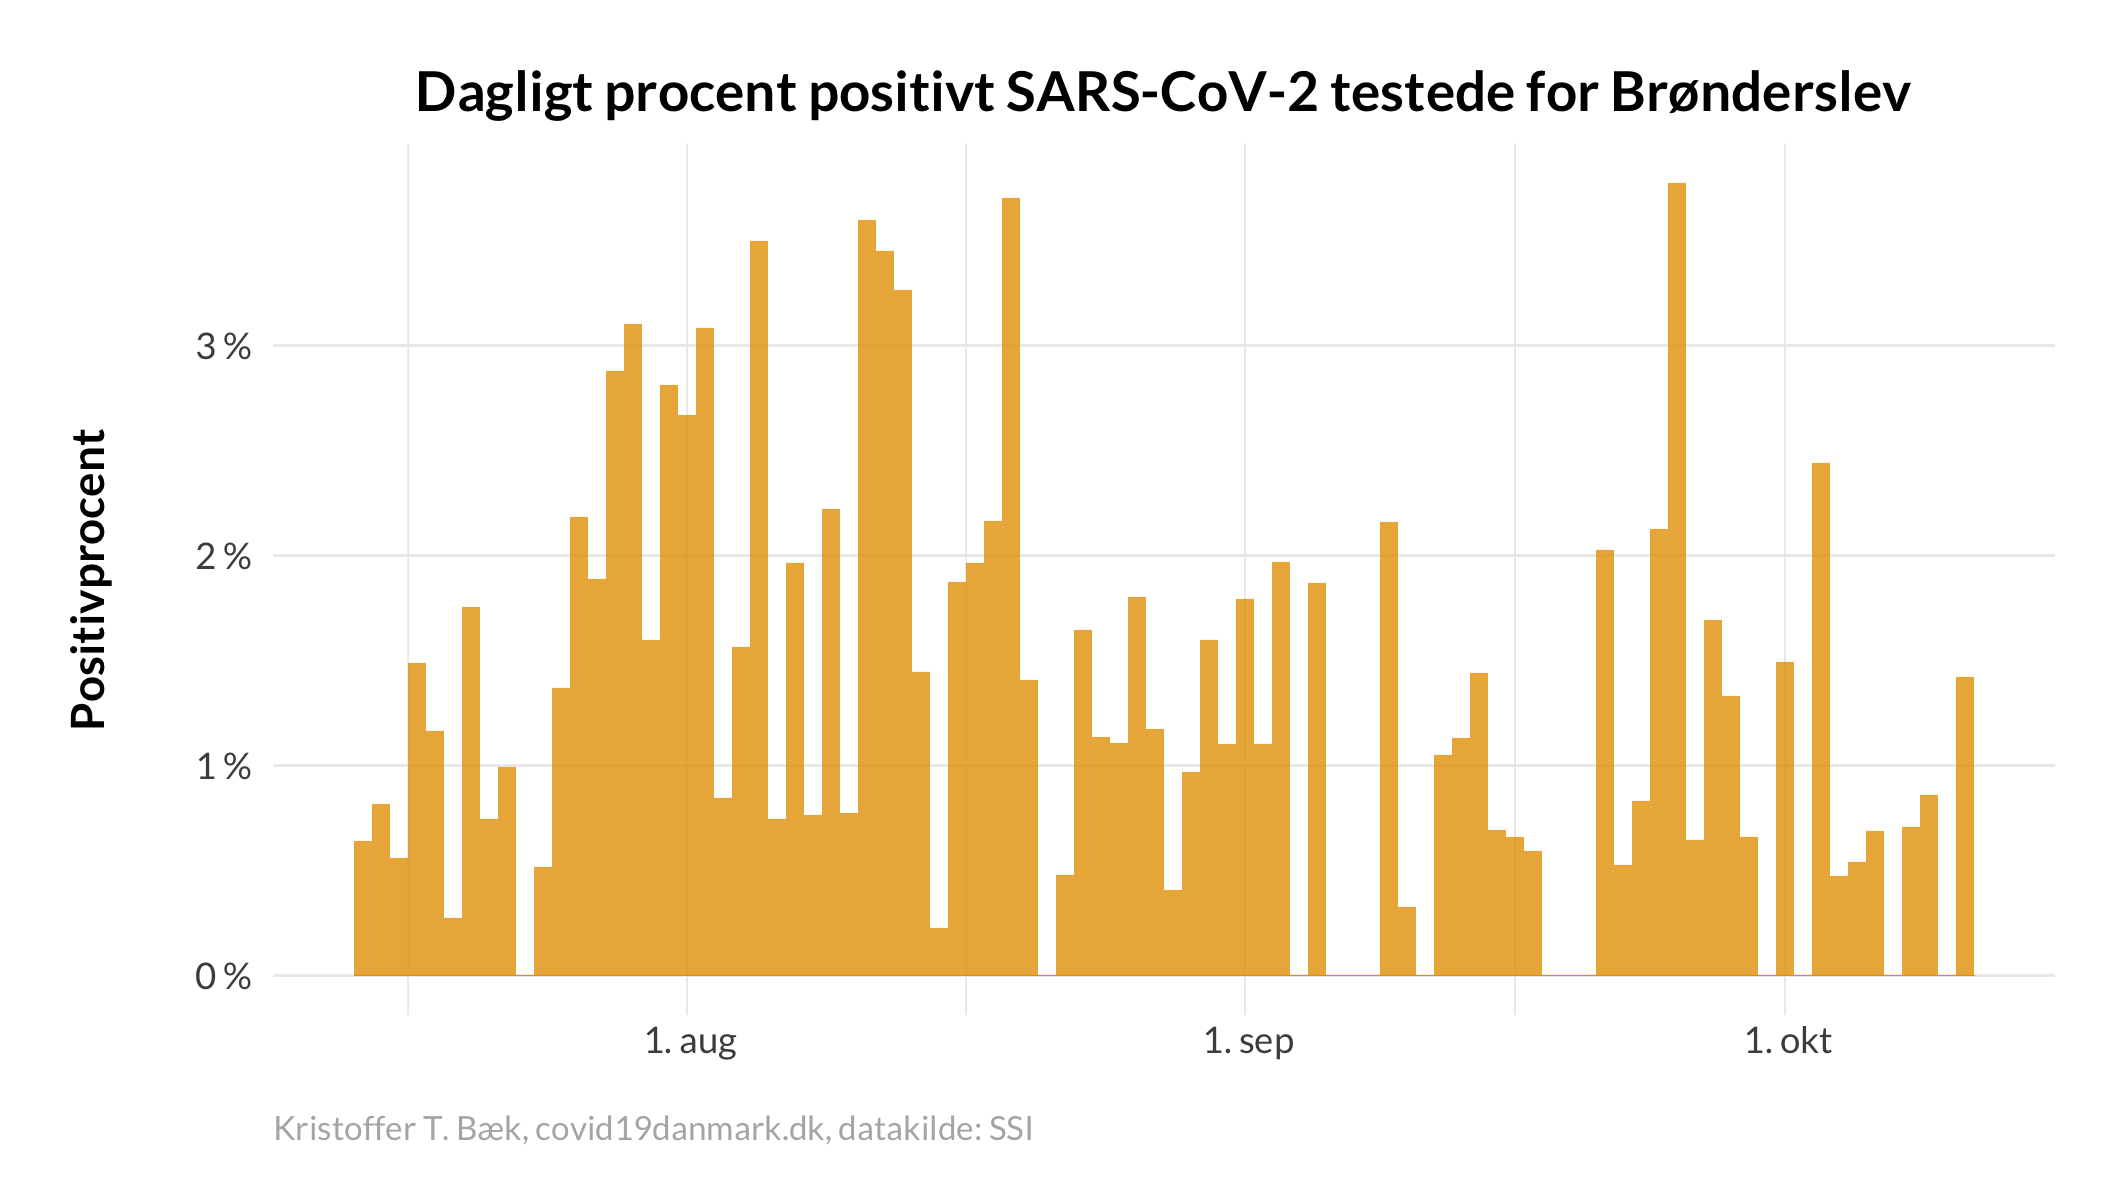 Dagligt procent positivt SARS-CoV-2 testede for Brønderslev
Positivprocent
3 %
2 %
1 %
0 %
1. aug
1. sep
1. okt
Kristoffer T. Bæk, covid19danmark.dk, datakilde: SSI